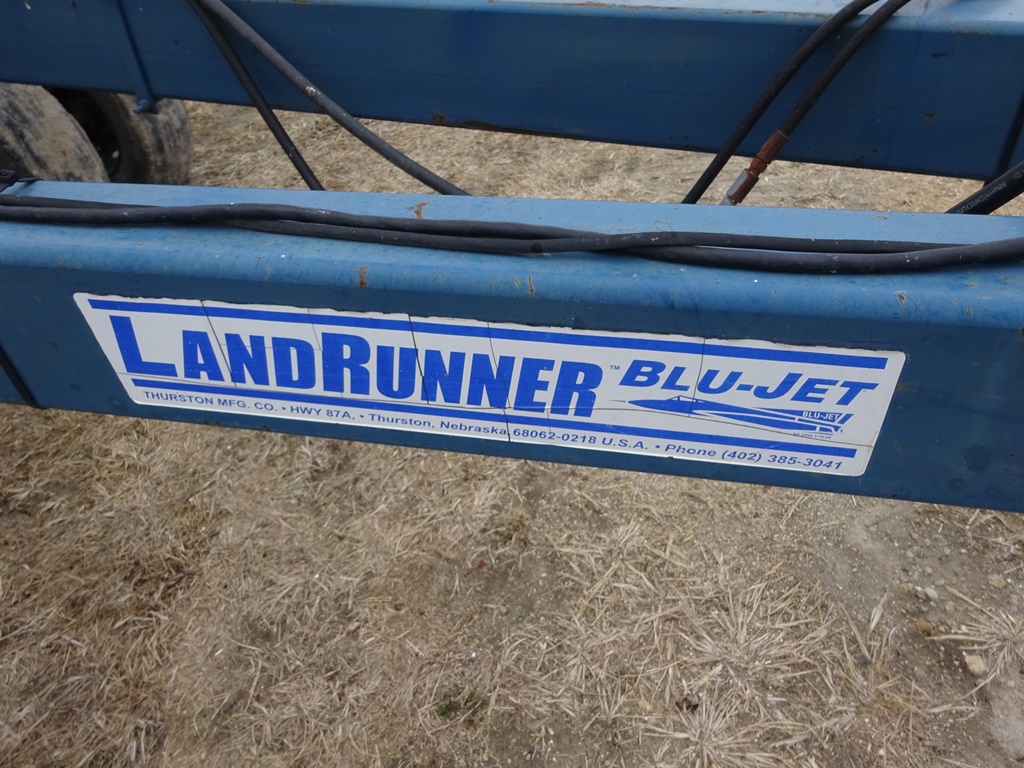 LANDRUNNER™ BLU-JET
BLU-JET
THURSTON MFG. CO. • HWY 87A, • Thurston, Nebraska 68062-0218 U.S.A. • Phone (402) 385-3041